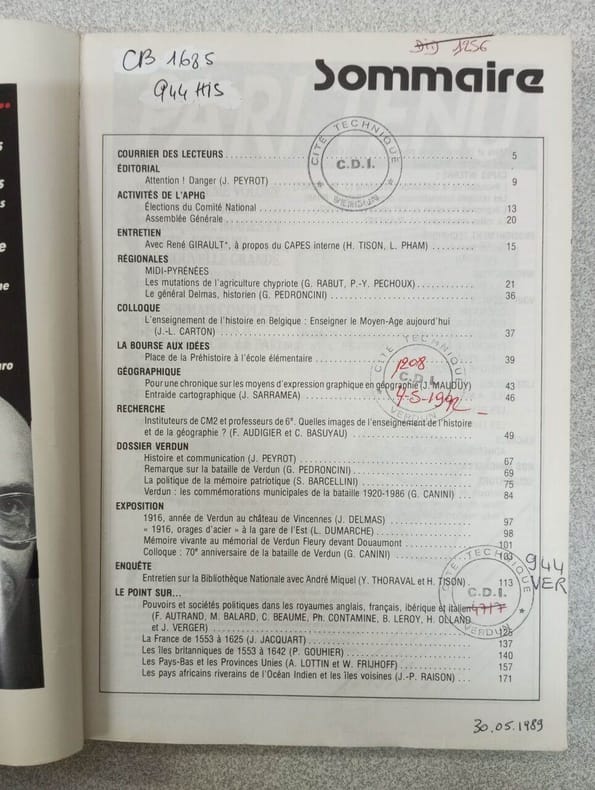 CB 1685
944 HIS
1256
Sommaire
CITÉ TECHNIQUE
C.D.I.
VERDUN
COURRIER DES LECTEURS 5
ÉDITORIAL
Attention ! Danger (J. PEYROT) 9
ACTIVITÉS DE L'APHG
Élections du Comité National 13
Assemblée Générale 20
ENTRETIEN
Avec René GIRAULT*, à propos du CAPES interne (H. TISON, L. PHAM) 15
RÉGIONALES
MIDI-PYRÉNÉES
Les mutations de l'agriculture chypriote (G. RABUT, P.-Y. PECHOUX) 21
Le général Delmas, historien (G. PEDRONCINI) 36
COLLOQUE
L'enseignement de l'histoire en Belgique : Enseigner le Moyen-Age aujourd'hui
(J.-L. CARTON) 37
LA BOURSE AUX IDÉES
Place de la Préhistoire à l'école élémentaire 39
CITÉ TECHNIQUE
C.D.I.
VERDUN
1208
4-5-1992
GÉOGRAPHIQUE
Pour une chronique sur les moyens d'expression graphique en géographie (J. MAUDUY) 43
Entraide cartographique (J. SARRAMEA) 46
RECHERCHE
Instituteurs de CM2 et professeurs de 6e. Quelles images de l'enseignement de l'histoire
et de la géographie ? (F. AUDIGIER et C. BASUYAU) 49
DOSSIER VERDUN
Histoire et communication (J. PEYROT) 67
Remarque sur la bataille de Verdun (G. PEDRONCINI) 69
La politique de la mémoire patriotique (S. BARCELLINI) 75
Verdun : les commémorations municipales de la bataille 1920-1986 (G. CANINI) 84
EXPOSITION
1916, année de Verdun au château de Vincennes (J. DELMAS) 97
« 1916, orages d'acier » à la gare de l'Est (L. DUMARCHE) 98
Mémoire vivante au mémorial de Verdun Fleury devant Douaumont 101
Colloque : 70e anniversaire de la bataille de Verdun (G. CANINI) 103
ENQUÊTE
Entretien sur la Bibliothèque Nationale avec André Miquel (Y. THORAVAL et H. TISON) 113
944
VER
CITÉ TECHNIQUE
C.D.I.
VERDUN
LE POINT SUR...
Pouvoirs et sociétés politiques dans les royaumes anglais, français, ibérique et italien
(F. AUTRAND, M. BALARD, C. BEAUME, Ph. CONTAMINE, B. LEROY, H. OLLAND
et J. VERGER) 125
La France de 1553 à 1625 (J. JACQUART) 137
Les îles britanniques de 1553 à 1642 (P. GOUHIER) 140
Les Pays-Bas et les Provinces Unies (A. LOTTIN et W. FRIJHOFF) 157
Les pays africains riverains de l'Océan Indien et les îles voisines (J.-P. RAISON) 171
30.05.1989